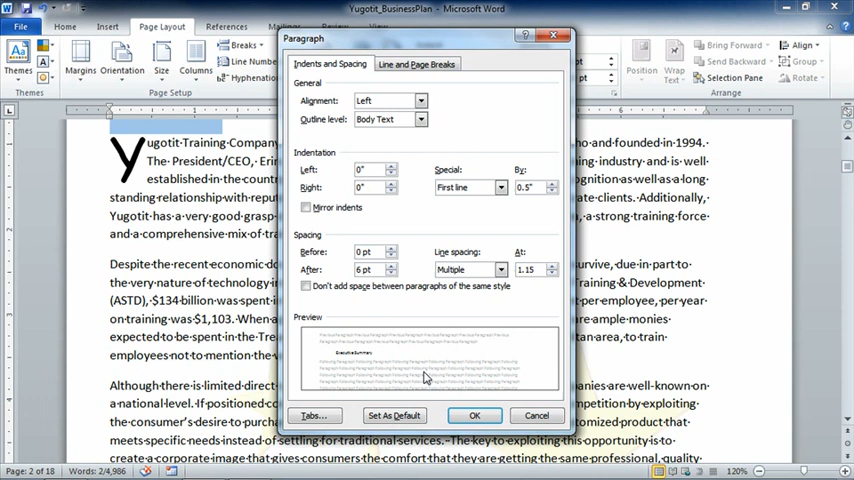 Yugotit_BusinessPlan - Microsoft Word
File Home Insert Page Layout References Mailings
Themes
Themes
Margins Orientation Size Columns
Breaks
Line Number
Hyphenation
Page Setup
Position Wrap Text
Bring Forward
Send Backward
Selection Pane
Align
Group
Rotate
Arrange
Paragraph
Indents and Spacing Line and Page Breaks
General
Alignment: Left
Outline level: Body Text
Indentation
Left: 0" Special: By:
Right: 0" First line 0.5"
Mirror indents
Spacing
Before: 0 pt Line spacing: At:
After: 6 pt Multiple 1.15
Don't add space between paragraphs of the same style
Preview
Executive Summary
Tabs... Set As Default OK Cancel
Yugotit·Training·Company ho·and·founded·in·1994.·
The·President/CEO,·Erin ning·industry·and·is·well·
established·in·the·count ognition·as·well·as·a·long·
standing·relationship·with·repu te·clients.·Additionally,·
Yugotit·has·a·very·good·grasp· a·strong·training·force·
and·a·comprehensive·mix·of·tra
Despite·the·recent·economic·do survive,·due·in·part·to·
the·very·nature·of·technology·i Training·&·Development·
(ASTD),·$134·billion·was·spent·i t·per·employee,·per·year·
on·training·was·$1,103.·When·a are·ample·monies·
expected·to·be·spent·in·the·Trea tan·area,·to·train·
employees·not·to·mention·the·v
Although·there·is·limited·direct· anies·are·well-known·on·
a·national·level.·If·positioned·co mpetition·by·exploiting·
the·consumer's·desire·to·purcha tomized·product·that·
meets·specific·needs·instead·of·settling·for·traditional·services.··The·key·to·exploiting·this·opportunity·is·to·
create·a·corporate·image·that·gives·consumers·the·comfort·that·they·are·getting·the·same·professional,·quality·
Page: 2 of 18 Words: 2/4,986 120%